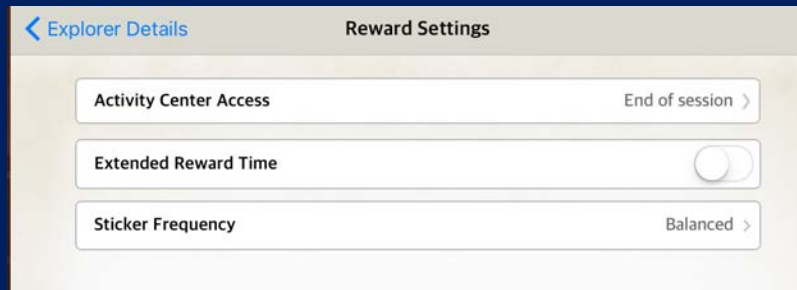 Explorer Details Reward Settings
Activity Center Access End of session
Extended Reward Time
Sticker Frequency Balanced